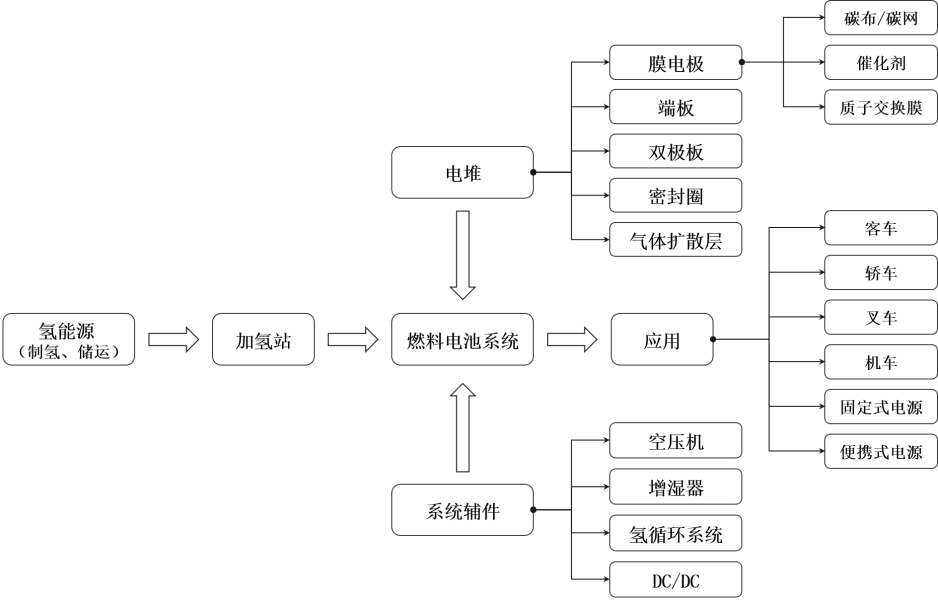 碳布/碳网
膜电极
催化剂
端板
质子交换膜
双极板
电堆
密封圈
气体扩散层
客车
轿车
氢能源
(制氢、储运)
加氢站
燃料电池系统
应用
叉车
机车
固定式电源
空压机
便携式电源
增湿器
系统辅件
氢循环系统
DC/DC